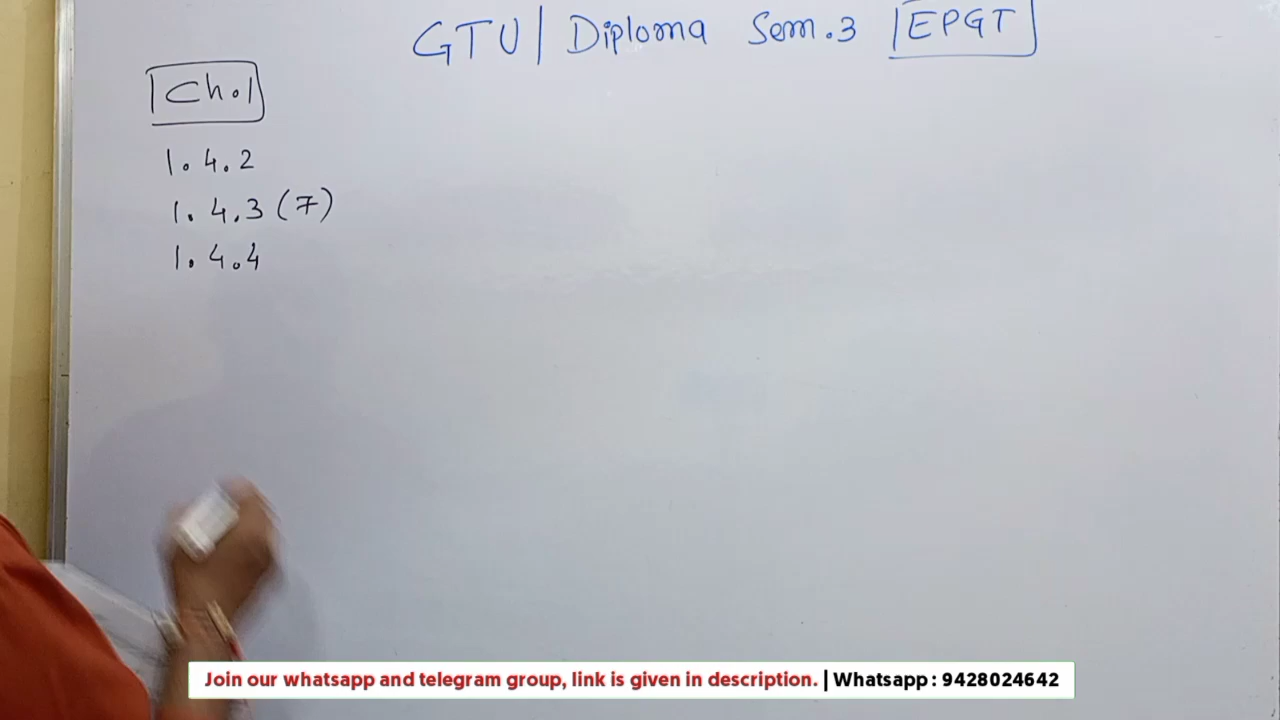 GTU | Diploma Sem.3 EPGT
Ch.1
1.4.2
1.4.3 (7)
1.4.4
Join our whatsapp and telegram group, link is given in description. | Whatsapp : 9428024642